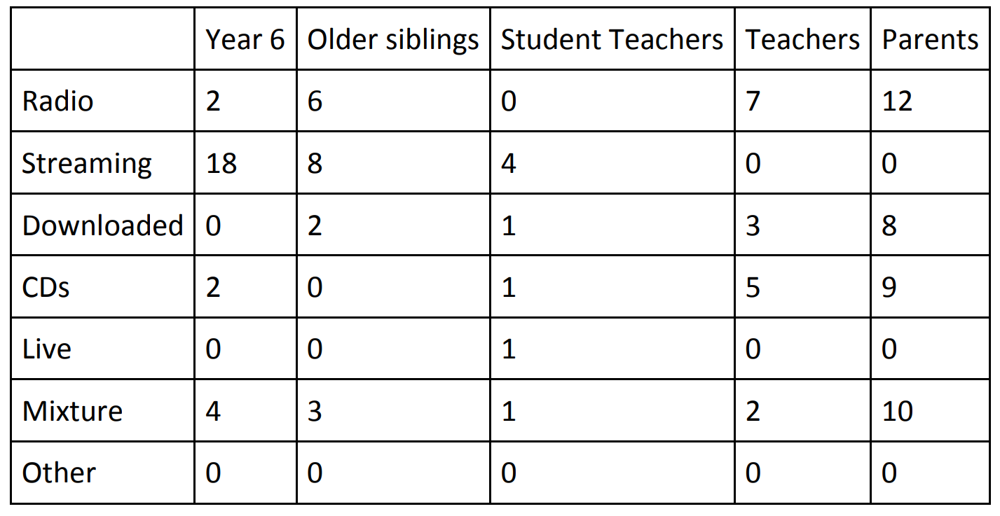 Year 6 Older siblings Student Teachers Teachers Parents
Radio 2 6 0 7 12
Streaming 18 8 4 0 0
Downloaded 0 2 1 3 8
CDs 2 0 1 5 9
Live 0 0 1 0 0
Mixture 4 3 1 2 10
Other 0 0 0 0 0